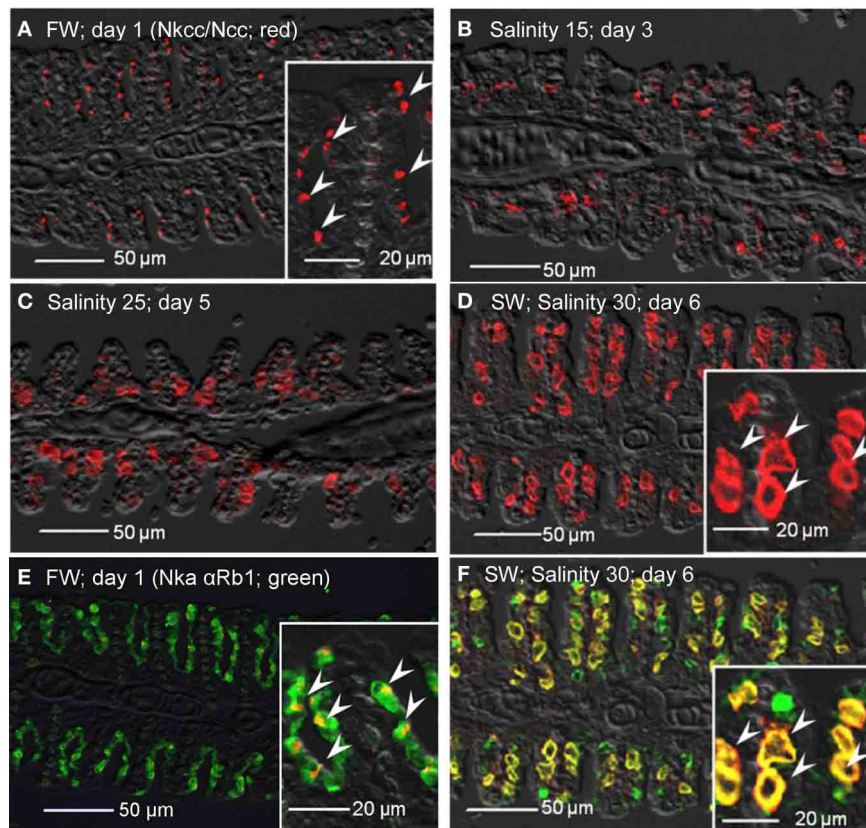 A FW; day 1 (Nkcc/Ncc; red)
50 µm
20 µm
B Salinity 15; day 3
50 µm
C Salinity 25; day 5
50 µm
D SW; Salinity 30; day 6
50 µm
20 µm
E FW; day 1 (Nka αRb1; green)
50 µm
20 µm
F SW; Salinity 30; day 6
50 µm
20 µm